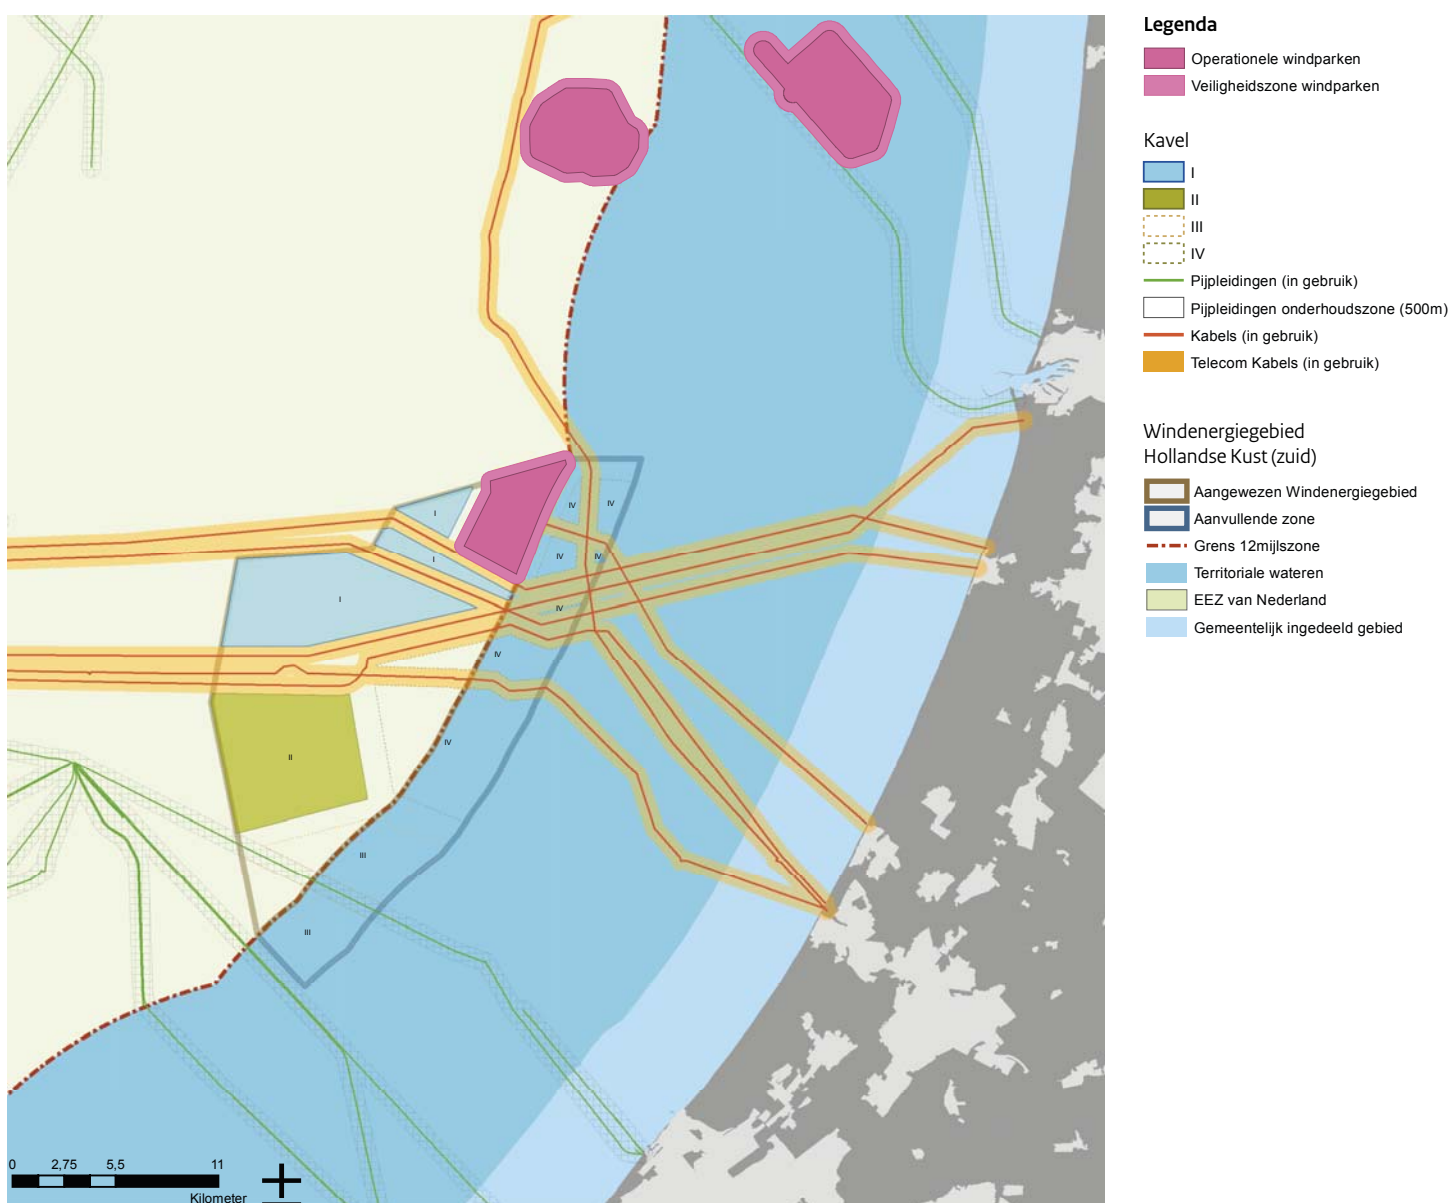 Legenda
Operationele windparken
Veiligheidszone windparken
Kavel
I
II
III
IV
Pijpleidingen (in gebruik)
Pijpleidingen onderhoudszone (500m)
Kabels (in gebruik)
Telecom Kabels (in gebruik)
Windenergiegebied
Hollandse Kust (zuid)
Aangewezen Windenergiegebied
Aanvullende zone
Grens 12mijlszone
Territoriale wateren
EEZ van Nederland
Gemeentelijk ingedeeld gebied
IV IV
I
IV IV
I
I
IV
IV
IV
II
III
III
0 2,75 5,5 11
Kilometer